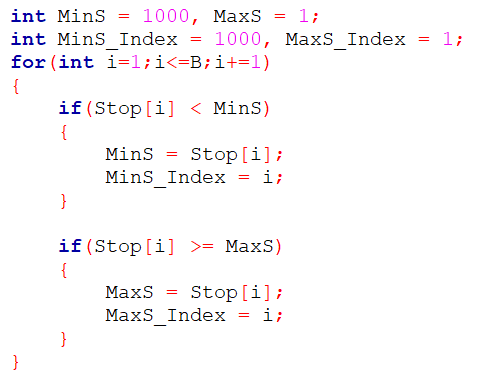 int MinS = 1000, MaxS = 1;
int MinS_Index = 1000, MaxS_Index = 1;
for(int i=1;i<=B;i+=1)
{
    if(Stop[i] < MinS)
    {
        MinS = Stop[i];
        MinS_Index = i;
    }

    if(Stop[i] >= MaxS)
    {
        MaxS = Stop[i];
        MaxS_Index = i;
    }
}